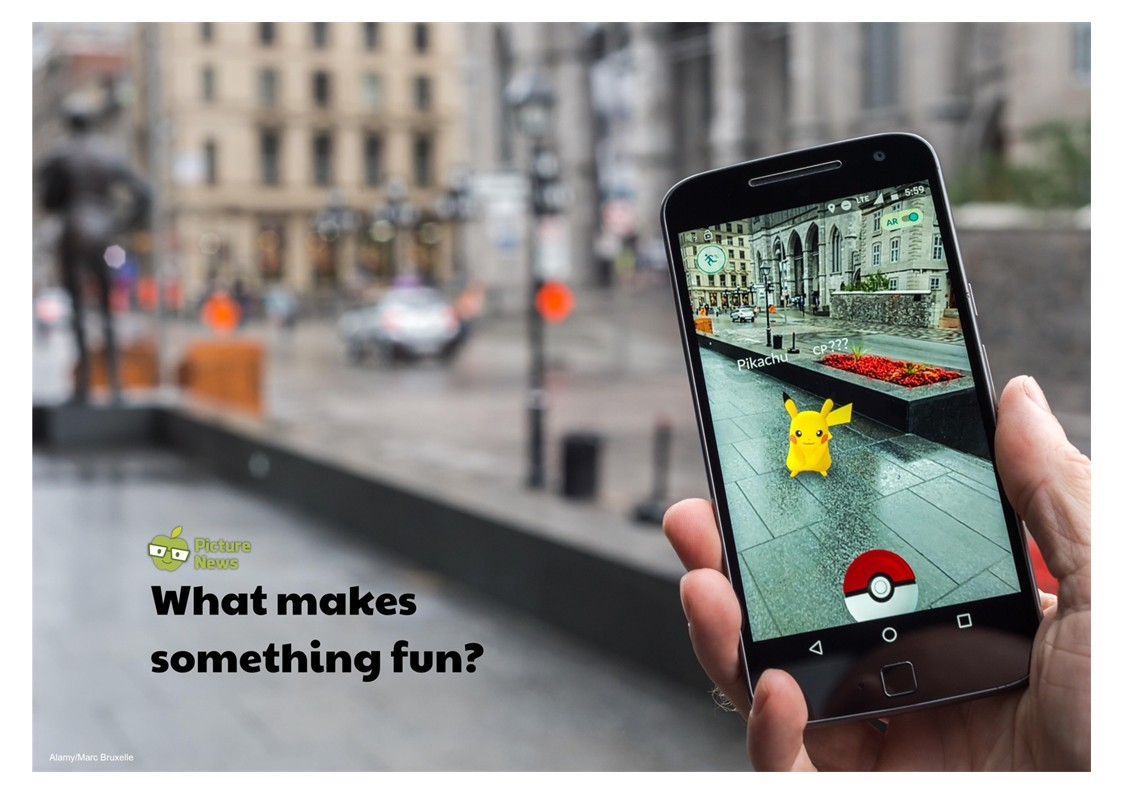 LTE 5:59
AR
Pikachu CP???
Picture
News
What makes
something fun?
Alamy/Marc Bruxelle